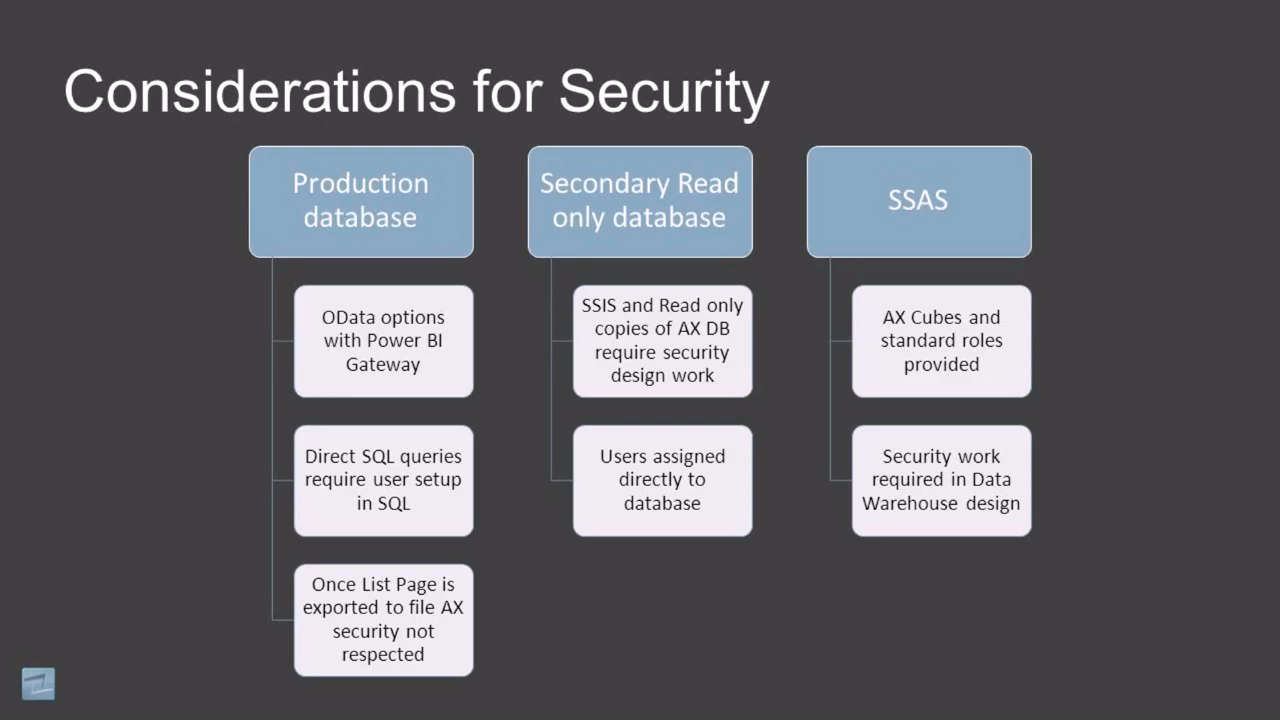 Considerations for Security
Production
database
OData options
with Power BI
Gateway
Direct SQL queries
require user setup
in SQL
Once List Page is
exported to file AX
security not
respected
Secondary Read
only database
SSIS and Read only
copies of AX DB
require security
design work
Users assigned
directly to
database
SSAS
AX Cubes and
standard roles
provided
Security work
required in Data
Warehouse design